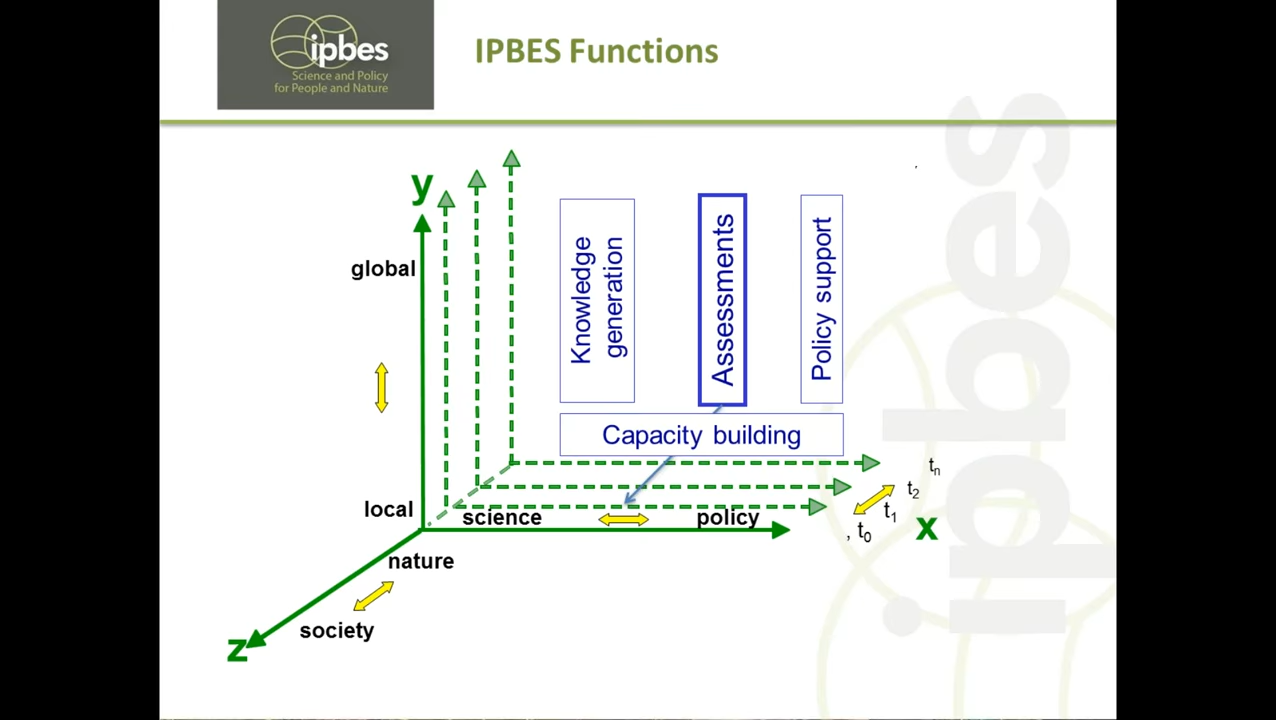 ipbes
Science and Policy
for People and Nature
IPBES Functions
y
global
local
Knowledge
generation
Assessments
Policy support
Capacity building
science
policy
tn
t2
t1
, t0
x
nature
society
z
ipbes